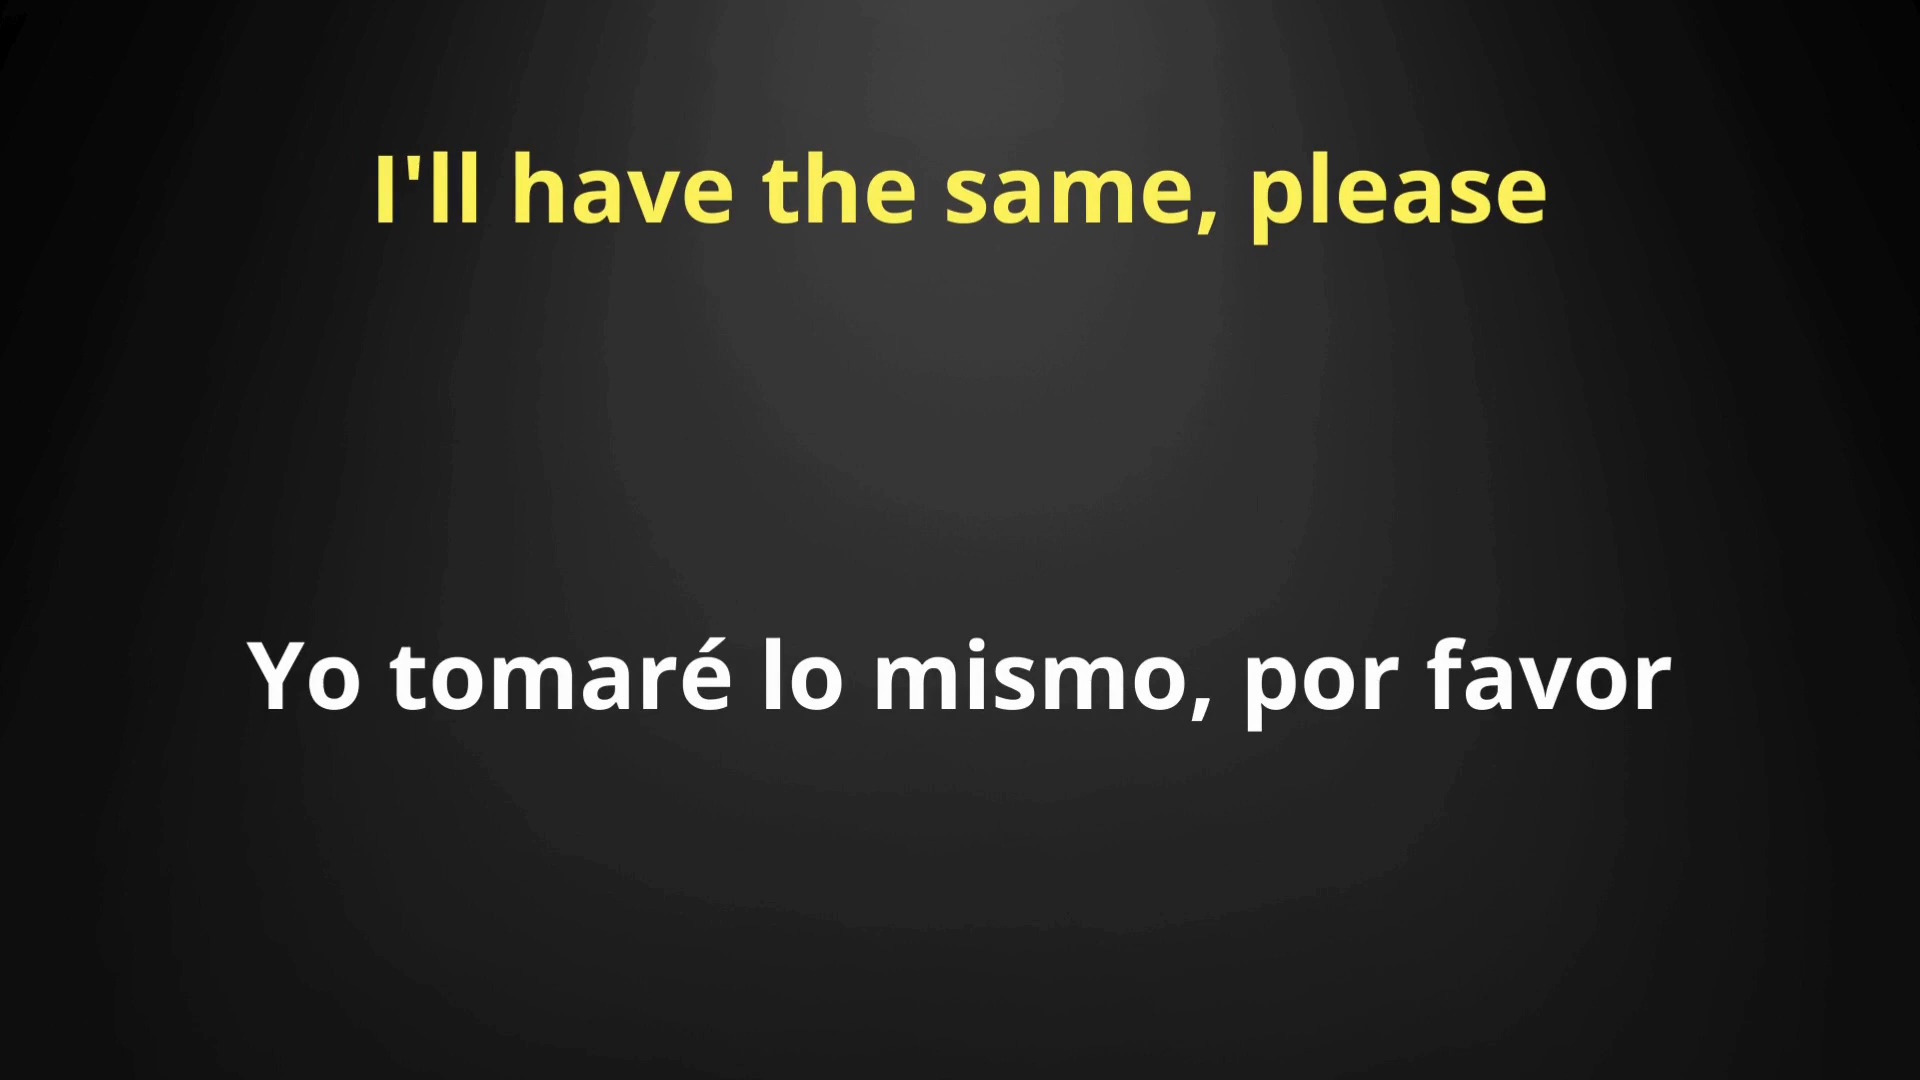 I'll have the same, please
Yo tomaré lo mismo, por favor